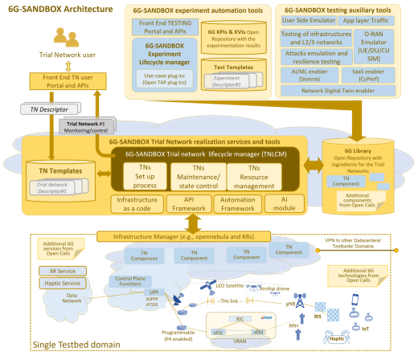 6G-SANDBOX Architecture
Trial Network user
Front End TN user
Portal and APIs
TN Descriptor
Trial Network #1
Monitoring/control
6G-SANDBOX experiment automation tools
Front End TESTING
Portal and APIs
6G-SANDBOX
Experiment
Lifecycle manager
Use-case plug ins
(Open TAP plug ins)
6G KPIs & KVIs Open
Repository with the
experimentation results
Test Templates
Experiment
6G-SANDBOX testing auxiliary tools
User Side Emulator
App-layer Traffic
Testing of infrastructures
and L2/3 networks
O-RAN
Emulator
(UE/DU/CU
SIM)
Attacks emulation and
resilience testing
AI/ML enabler
(Sionna)
SaaS enabler
(CyPerf)
Network Digital Twin enabler
6G-SANDBOX Trial Network realization services and tools
6G-SANDBOX Trial network lifecycle manager (TNLCM)
TNs
Set up
process
TNs
Maintenance/
state control
TNs
Resource
management
TN Templates
Trial Network
Infrastructure
as a code
API
Framework
Automation
Framework
AI
module
6G Library
Open Repository with
ingredients for the Trial
Networks
TN
Component
Additional
components from
Open Calls
Infrastructure Manager (e.g., opennebula and K8s)
VPN to other Datacenter/
Testbeds' Domains
Additional 6G
services from
Open Calls
TN
Component
TN
Component
TN
Component
TN
Component
XR Service
Haptic Service
Data
Network
Control Plane
Functions
UPF
3GPP
ATSSS
Programmable
(P4 enabled)
LEO Satellite
Airship drone
THz link
RIC
vCU
vDU
VRAN
gNB
RRH
RIS
IoT
Haptic
Additional 6G
technologies from
Open Calls
Single Testbed domain